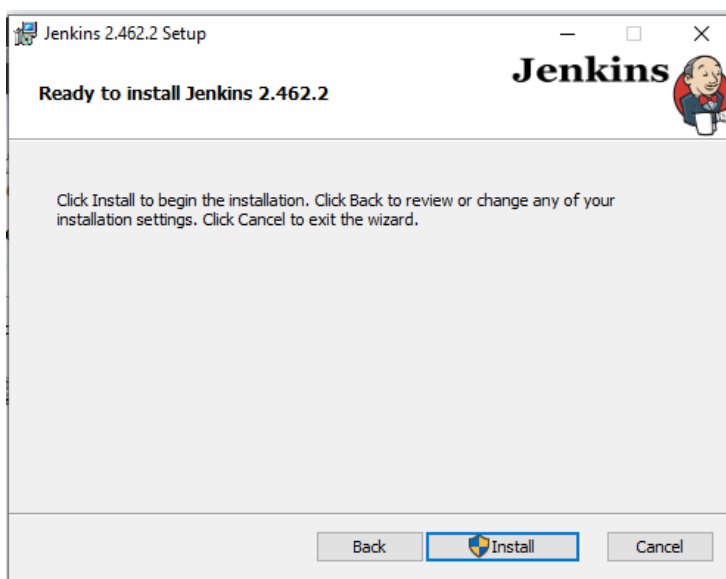 Jenkins 2.462.2 Setup
Jenkins
Ready to install Jenkins 2.462.2
Click Install to begin the installation. Click Back to review or change any of your
installation settings. Click Cancel to exit the wizard.
Back
Install
Cancel